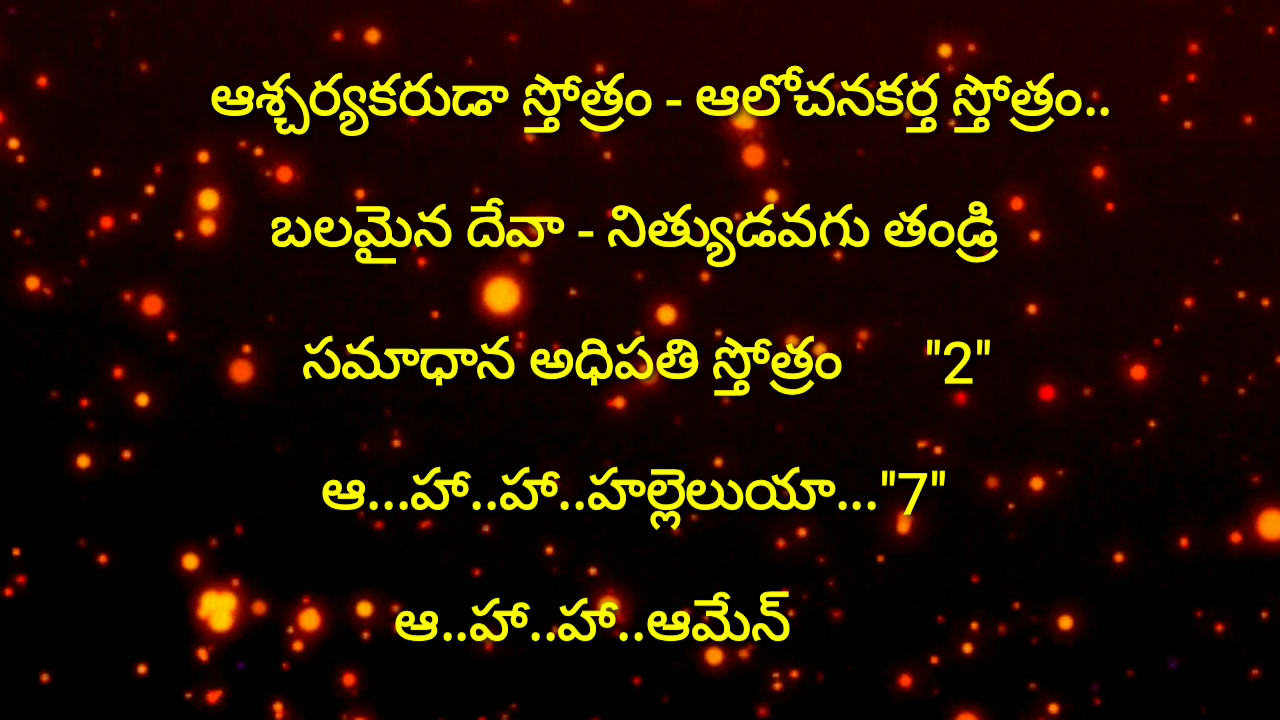 ఆశ్చర్యకరుడా స్తోత్రం - ఆలోచనకర్త స్తోత్రం..
బలమైన దేవా - నిత్యుడవగు తండ్రి
సమాధాన అధిపతి స్తోత్రం "2"
ఆ...హా..హా..హల్లెలుయా..."7"
ఆ..హా..హా..ఆమేన్